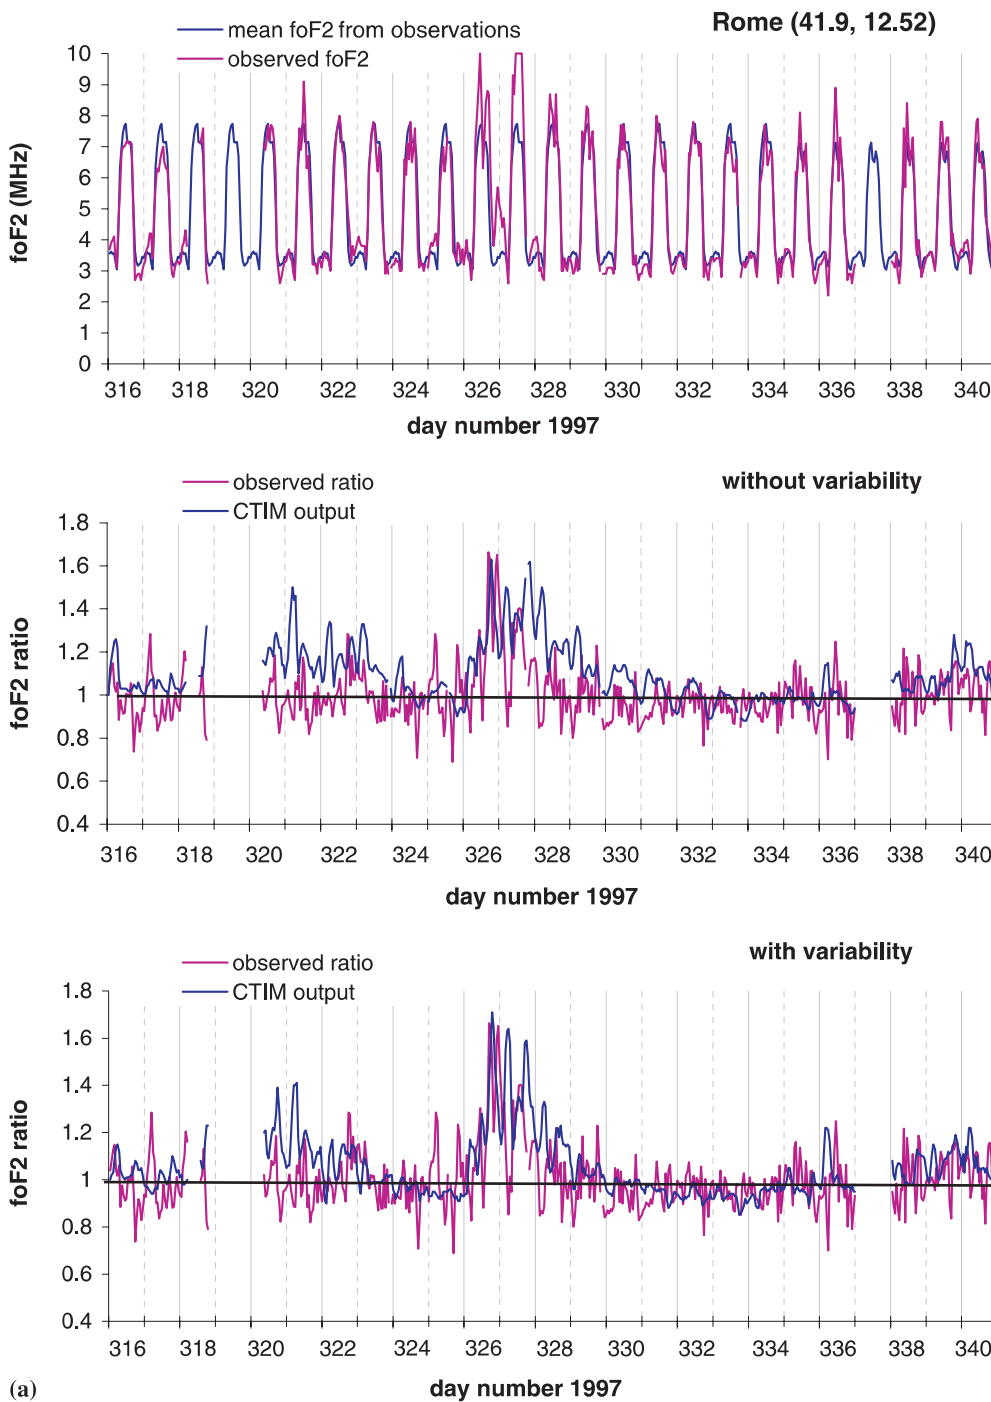 Rome (41.9, 12.52)
mean foF2 from observations
observed foF2
10
9
8
7
6
5
4
3
2
1
0
foF2 (MHz)
316 318 320 322 324 326 328 330 332 334 336 338 340
day number 1997
without variability
observed ratio
CTIM output
1.8
1.6
1.4
1.2
1
0.8
0.6
0.4
foF2 ratio
316 318 320 322 324 326 328 330 332 334 336 338 340
day number 1997
with variability
observed ratio
CTIM output
1.8
1.6
1.4
1.2
1
0.8
0.6
0.4
foF2 ratio
316 318 320 322 324 326 328 330 332 334 336 338 340
(a)
day number 1997